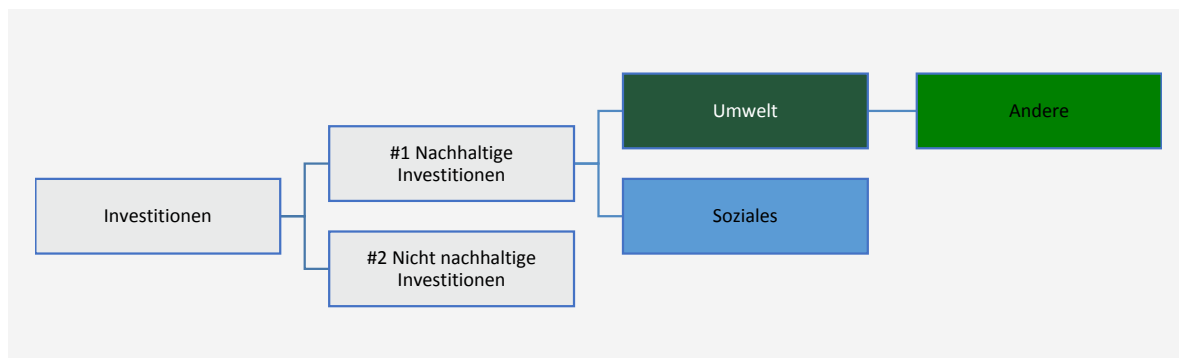 Umwelt
Andere
#1 Nachhaltige
Investitionen
Investitionen
Soziales
#2 Nicht nachhaltige
Investitionen